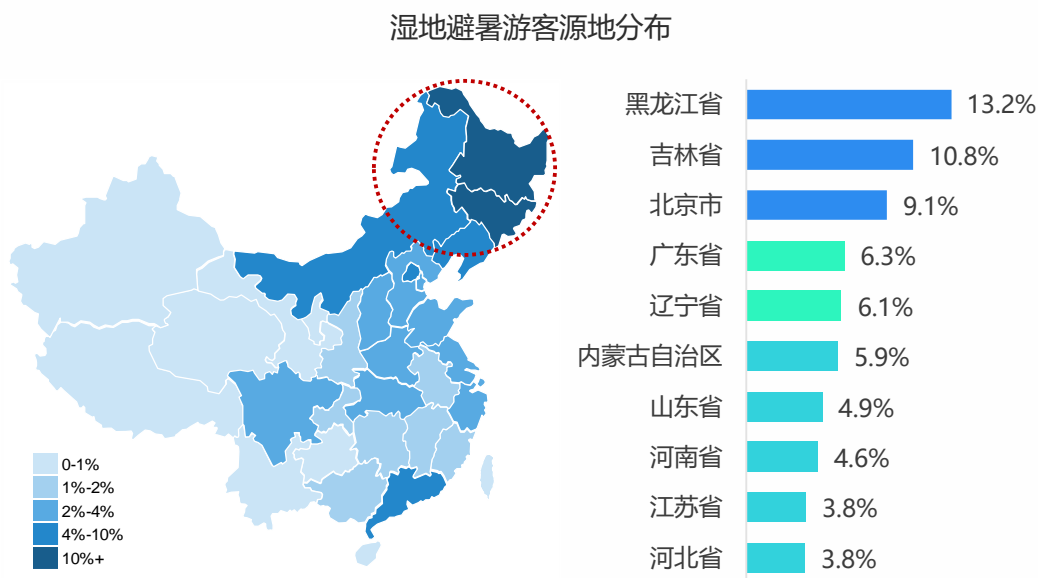 湿地避暑游客源地分布
黑龙江省 13.2%
吉林省 10.8%
北京市 9.1%
广东省 6.3%
辽宁省 6.1%
内蒙古自治区 5.9%
山东省 4.9%
河南省 4.6%
江苏省 3.8%
河北省 3.8%
0-1%
1%-2%
2%-4%
4%-10%
10%+